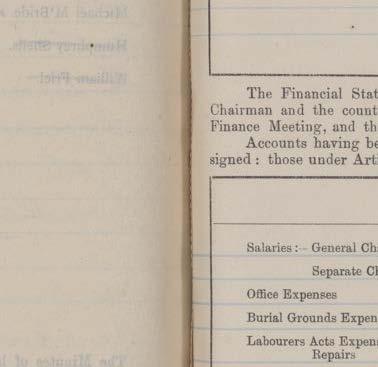 Michael M'Bride
Humphrey Sheils.
William Friel
The Minutes of
The Financial Stat
Chairman and the count
Finance Meeting, and th
Accounts having be
signed : those under Art
Salaries :— General Ch
Separate Cl
Office Expenses
Burial Grounds Expen
Labourers Acts Expens
Repairs